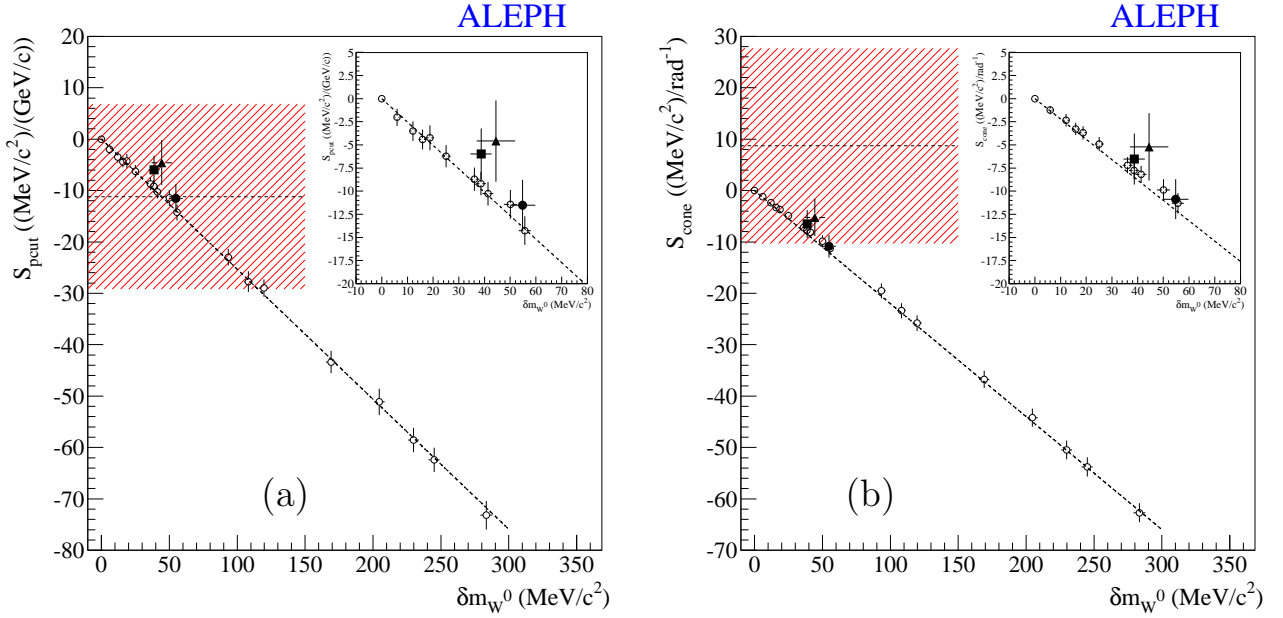 ALEPH
S_pcut ((MeV/c²)/(GeV/c))
20
10
0
-10
-20
-30
-40
-50
-60
-70
-80
0 50 100 150 200 250 300 350
δm_W⁰ (MeV/c²)
(a)
S_pcut ((MeV/c²)/(GeV/c)
5
2.5
0
-2.5
-5
-7.5
-10
-12.5
-15
-17.5
-20
-10 0 10 20 30 40 50 60 70 80
δm_W⁰ (MeV/c²)
ALEPH
S_cone ((MeV/c²)/rad⁻¹)
30
20
10
0
-10
-20
-30
-40
-50
-60
-70
0 50 100 150 200 250 300 350
δm_W⁰ (MeV/c²)
(b)
S_cone ((MeV/c²)/rad⁻¹)
5
2.5
0
-2.5
-5
-7.5
-10
-12.5
-15
-17.5
-20
-10 0 10 20 30 40 50 60 70 80
δm_W⁰ (MeV/c²)